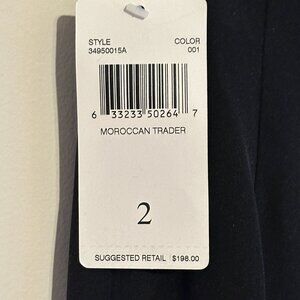 STYLE COLOR
34950015A 001
6 33233 50264 7
MOROCCAN TRADER
2
SUGGESTED RETAIL $198.00